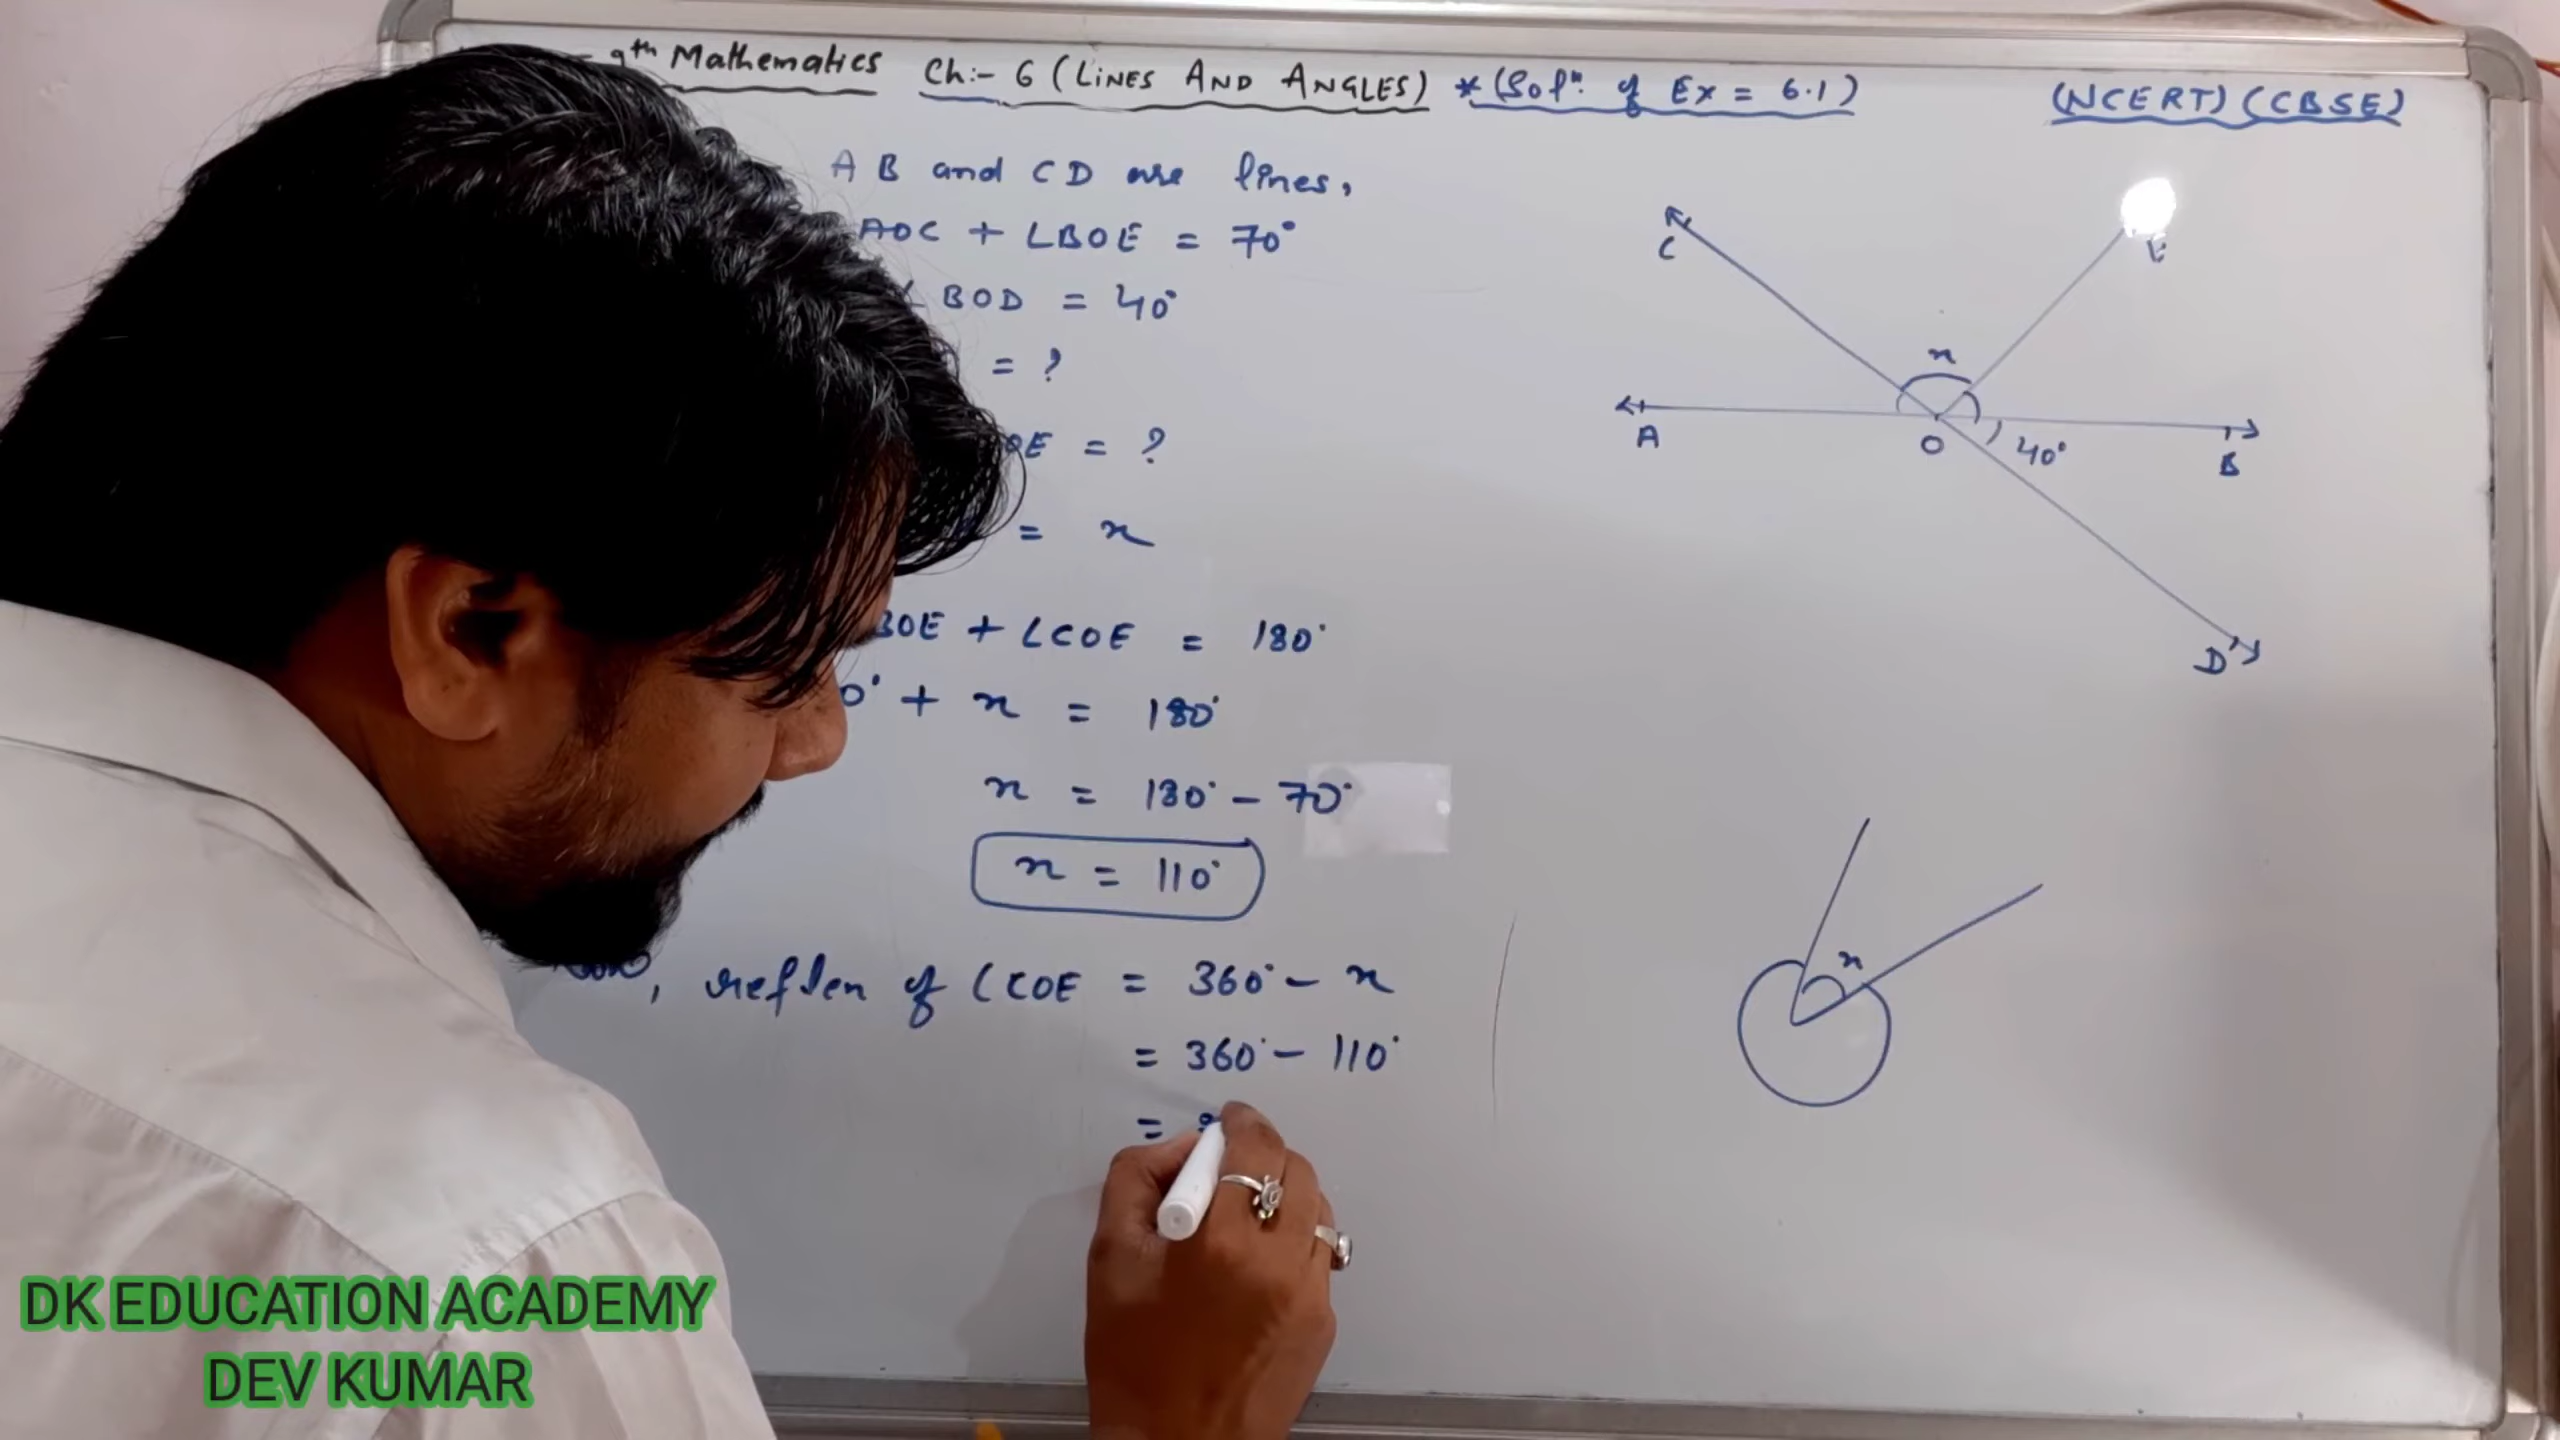 9th Mathematics Ch:- 6 (LINES AND ANGLES) *(Solⁿ: of Ex = 6.1) (NCERT) (CBSE)
AB and CD are lines,
AOC + ∠BOE = 70°
∠BOD = 40°
= ?
OE = ?
= x
BOE + ∠COE = 180°
0° + x = 180°
x = 180° - 70°
x = 110°
, reflex of ∠COE = 360° - x
= 360° - 110°
=
C
E
x
A
O
40°
B
D
x
DK EDUCATION ACADEMY
DEV KUMAR